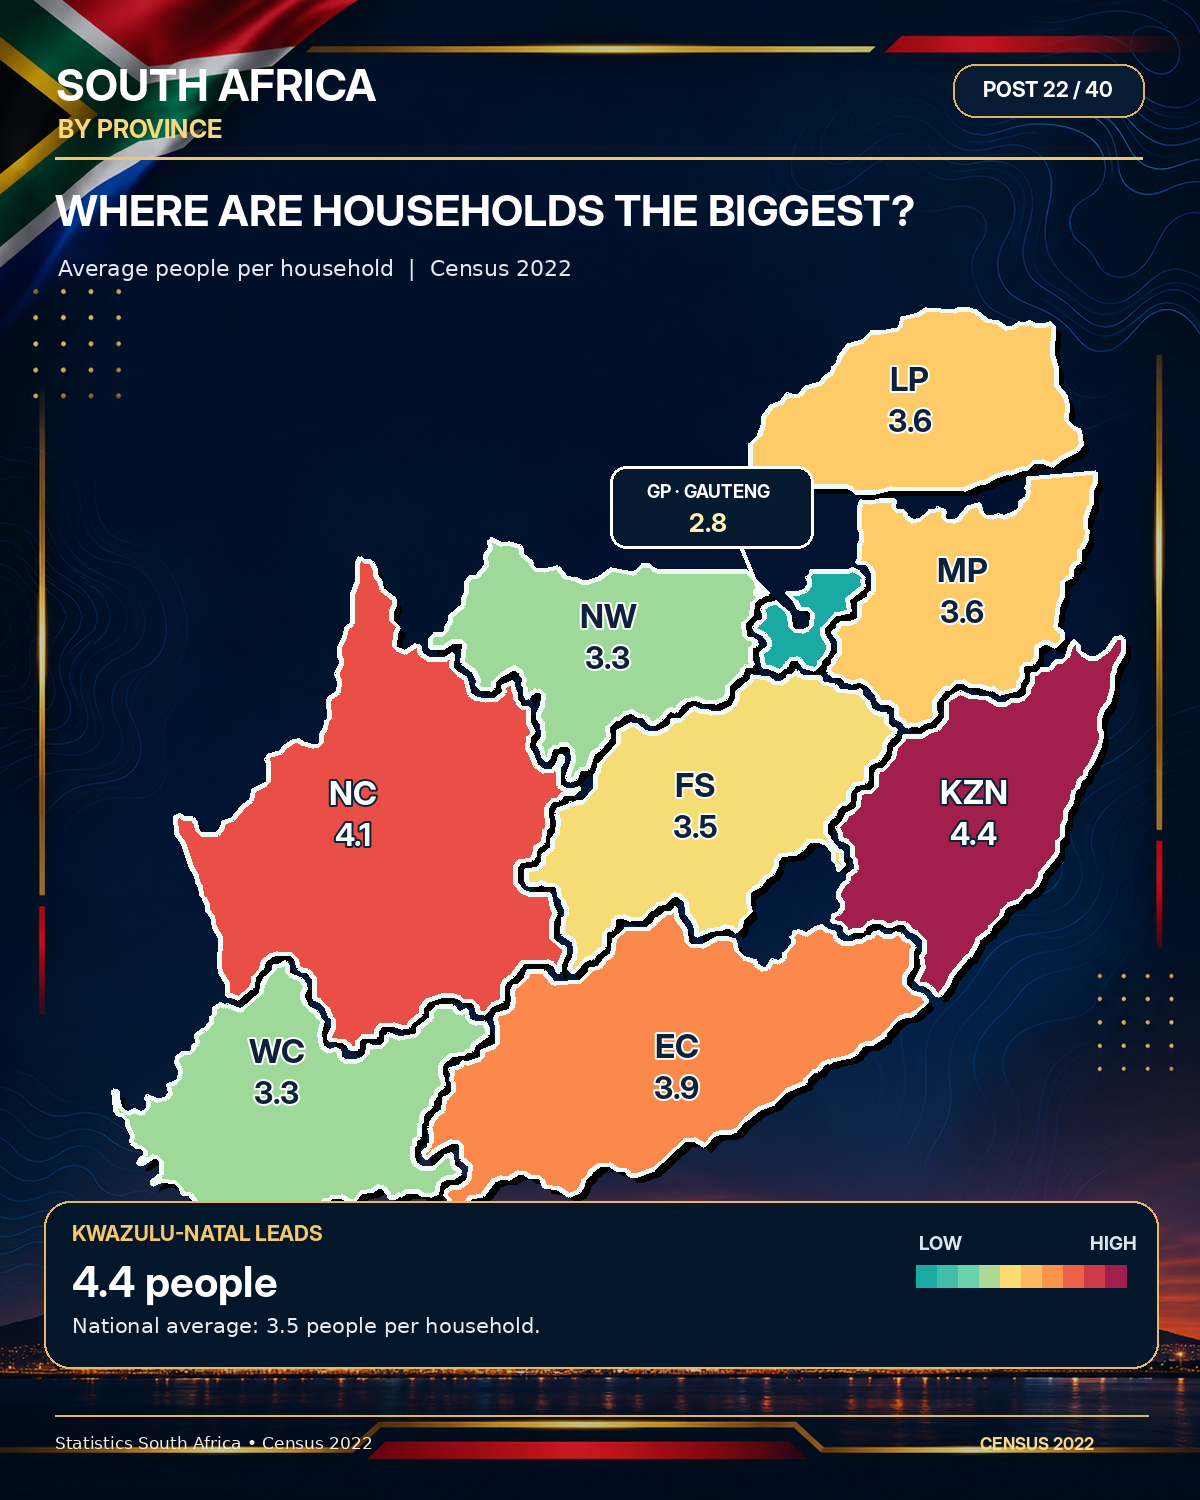 SOUTH AFRICA
BY PROVINCE
POST 22 / 40
WHERE ARE HOUSEHOLDS THE BIGGEST?
Average people per household | Census 2022
LP
3.6
GP · GAUTENG
2.8
MP
3.6
NW
3.3
NC
4.1
FS
3.5
KZN
4.4
WC
3.3
EC
3.9
KWAZULU-NATAL LEADS
4.4 people
National average: 3.5 people per household.
LOW HIGH
Statistics South Africa • Census 2022
CENSUS 2022